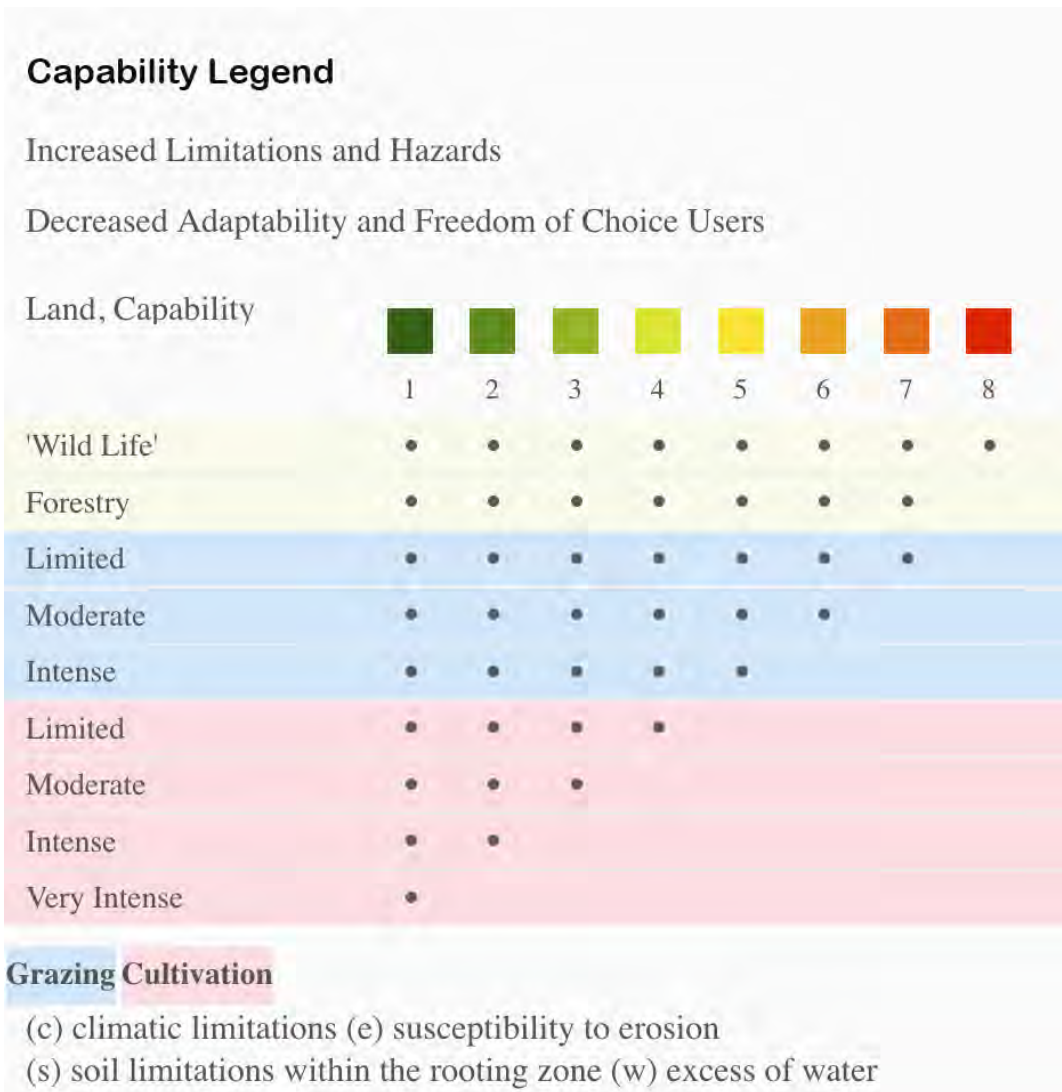 Capability Legend
Increased Limitations and Hazards
Decreased Adaptability and Freedom of Choice Users
Land, Capability
1 2 3 4 5 6 7 8
'Wild Life' • • • • • • • •
Forestry • • • • • • •
Limited • • • • • • •
Moderate • • • • • •
Intense • • • • •
Limited • • • •
Moderate • • •
Intense • •
Very Intense •
Grazing Cultivation
(c) climatic limitations (e) susceptibility to erosion
(s) soil limitations within the rooting zone (w) excess of water